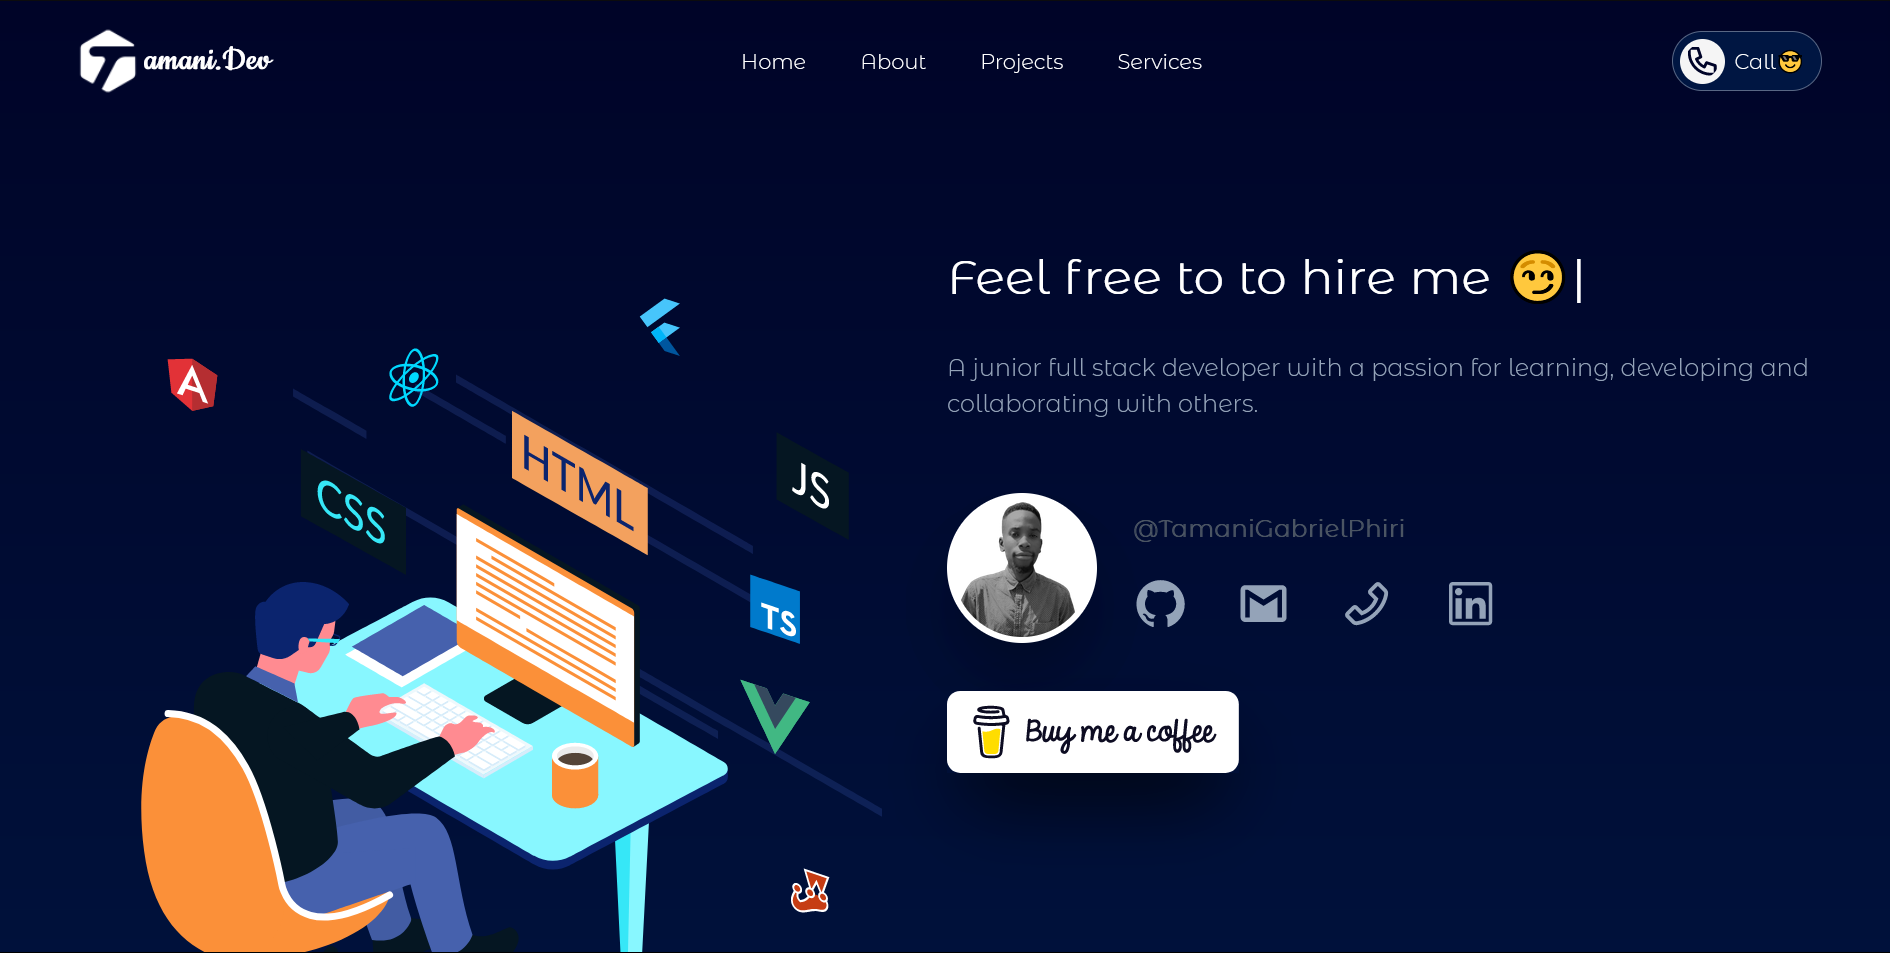 Tamani.Dev
Home About Projects Services
Call😎
Feel free to to hire me 😏|
A junior full stack developer with a passion for learning, developing and
collaborating with others.
HTML
JS
CSS
TS
@TamaniGabrielPhiri
Buy me a coffee